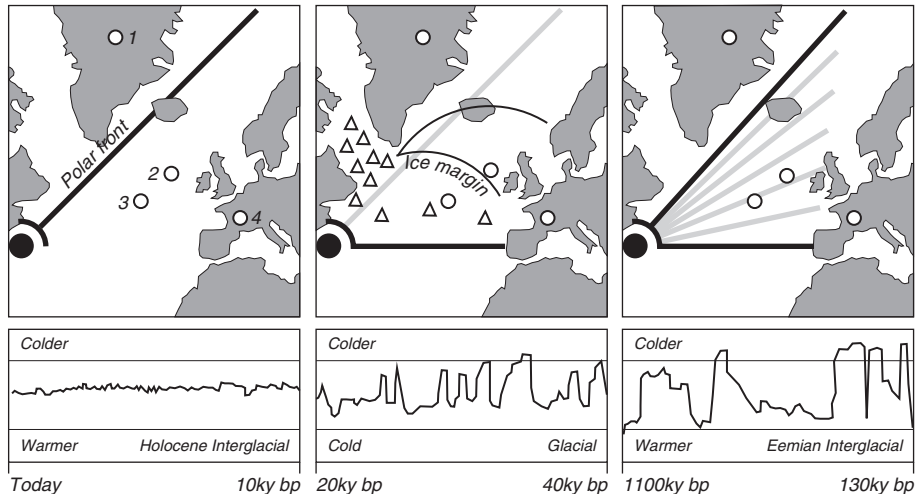 1
Polar front
2
3
4
Ice margin
Colder
Warmer Holocene Interglacial
Today 10ky bp
Colder
Cold Glacial
20ky bp 40ky bp
Colder
Warmer Eemian Interglacial
1100ky bp 130ky bp